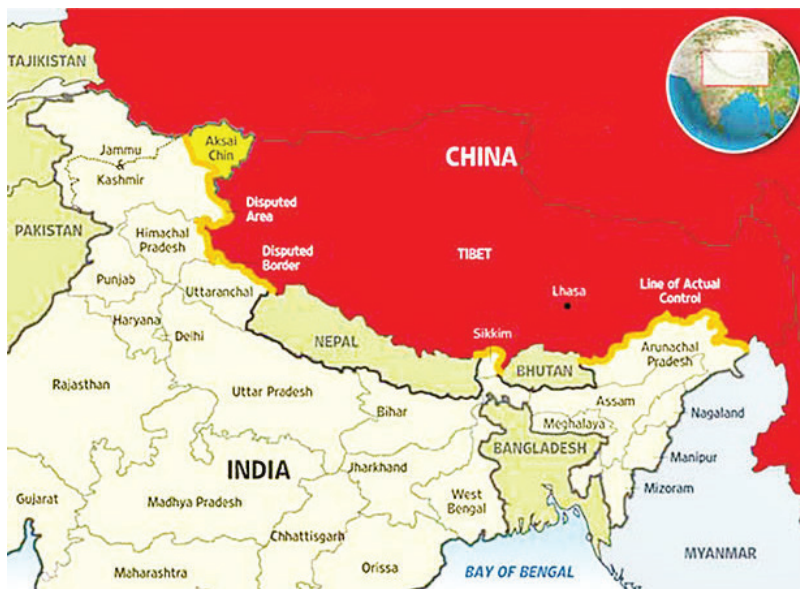 TAJIKISTAN
Aksai
Chin
Jammu
&
Kashmir
CHINA
Disputed
Area
PAKISTAN
Himachal
Pradesh
Disputed
Border
TIBET
Punjab
Uttaranchal
Lhasa
Line of Actual
Control
Haryana
Delhi
NEPAL
Sikkim
BHUTAN
Arunachal
Pradesh
Rajasthan
Uttar Pradesh
Bihar
Assam
Nagaland
Meghalaya
BANGLADESH
Manipur
INDIA
Jharkhand
Mizoram
Gujarat
Madhya Pradesh
West
Bengal
Chhattisgarh
MYANMAR
Maharashtra
Orissa
BAY OF BENGAL